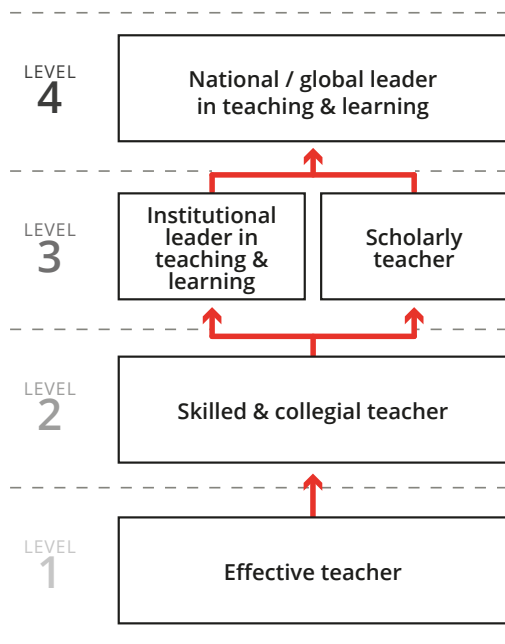 LEVEL
4
National / global leader
in teaching & learning
LEVEL
3
Institutional
leader in
teaching &
learning
Scholarly
teacher
LEVEL
2
Skilled & collegial teacher
LEVEL
1
Effective teacher